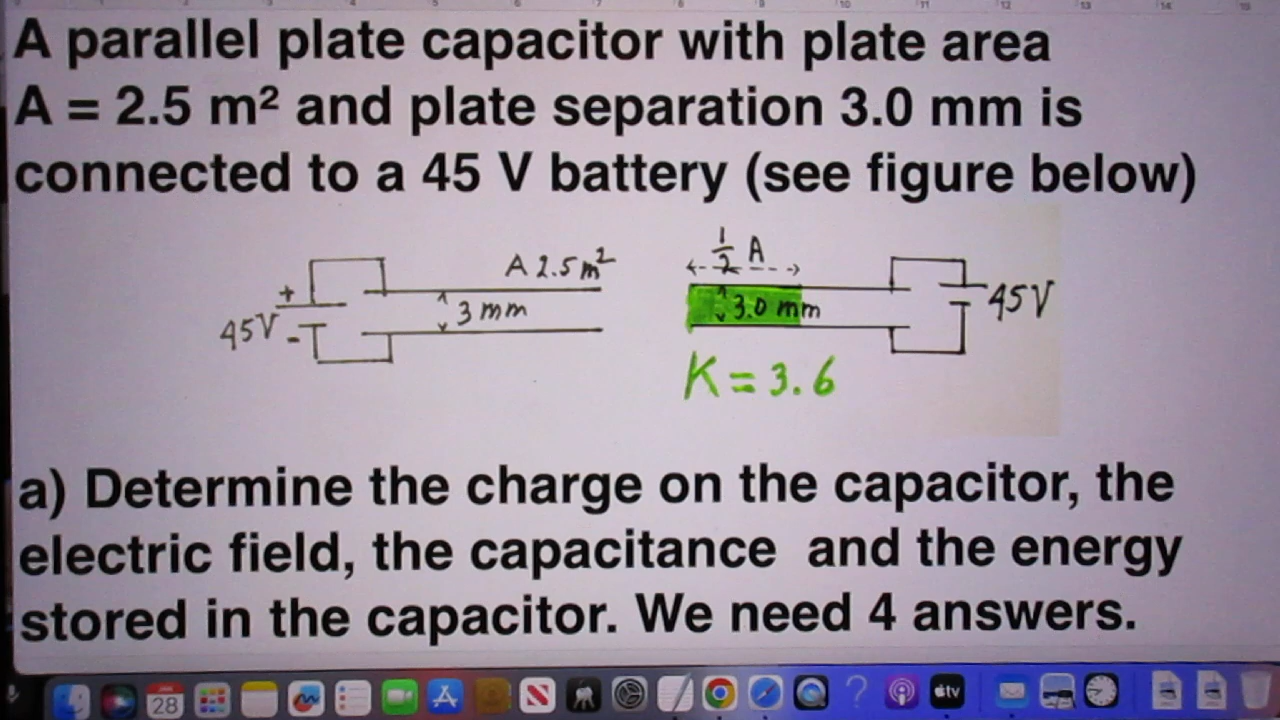 A parallel plate capacitor with plate area
A = 2.5 m² and plate separation 3.0 mm is
connected to a 45 V battery (see figure below)
A 2.5 m²
+
3 mm
45V
-
½ A
3.0 mm
45V
K = 3.6
a) Determine the charge on the capacitor, the
electric field, the capacitance and the energy
stored in the capacitor. We need 4 answers.
28
tv